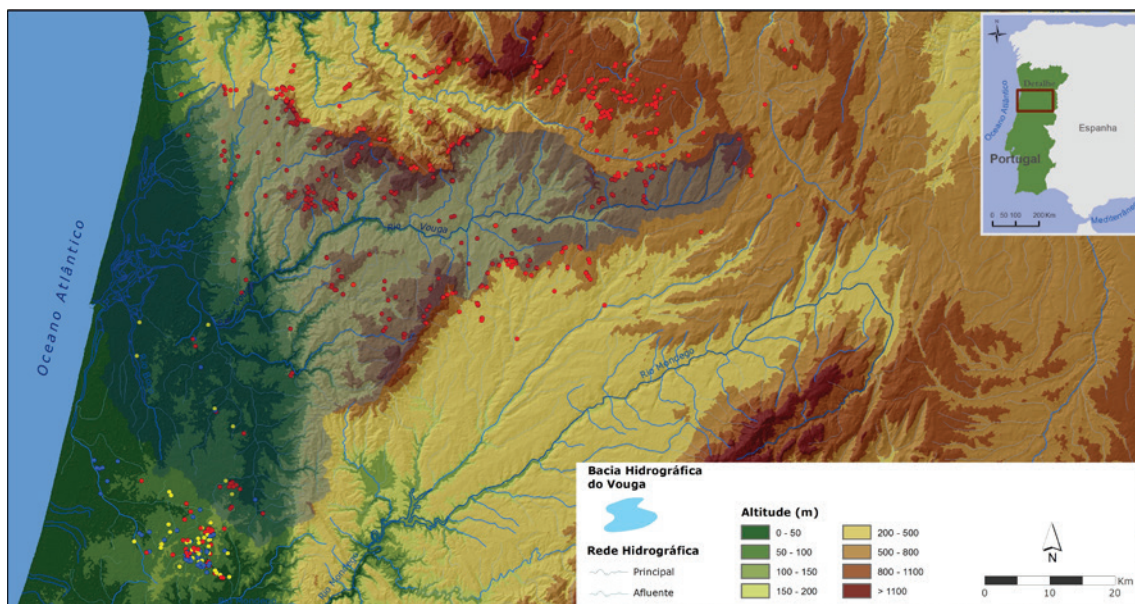 Oceano Atlântico
Rio Vouga
Rio Mondego
Rio Mondego
N
Detalhe
Oceano Atlântico
Espanha
Portugal
0 50 100 200 Km
Bacia Hidrográfica
do Vouga
Rede Hidrográfica
Principal
Afluente
Altitude (m)
0 - 50
50 - 100
100 - 150
150 - 200
200 - 500
500 - 800
800 - 1100
> 1100
N
Km
0 10 20